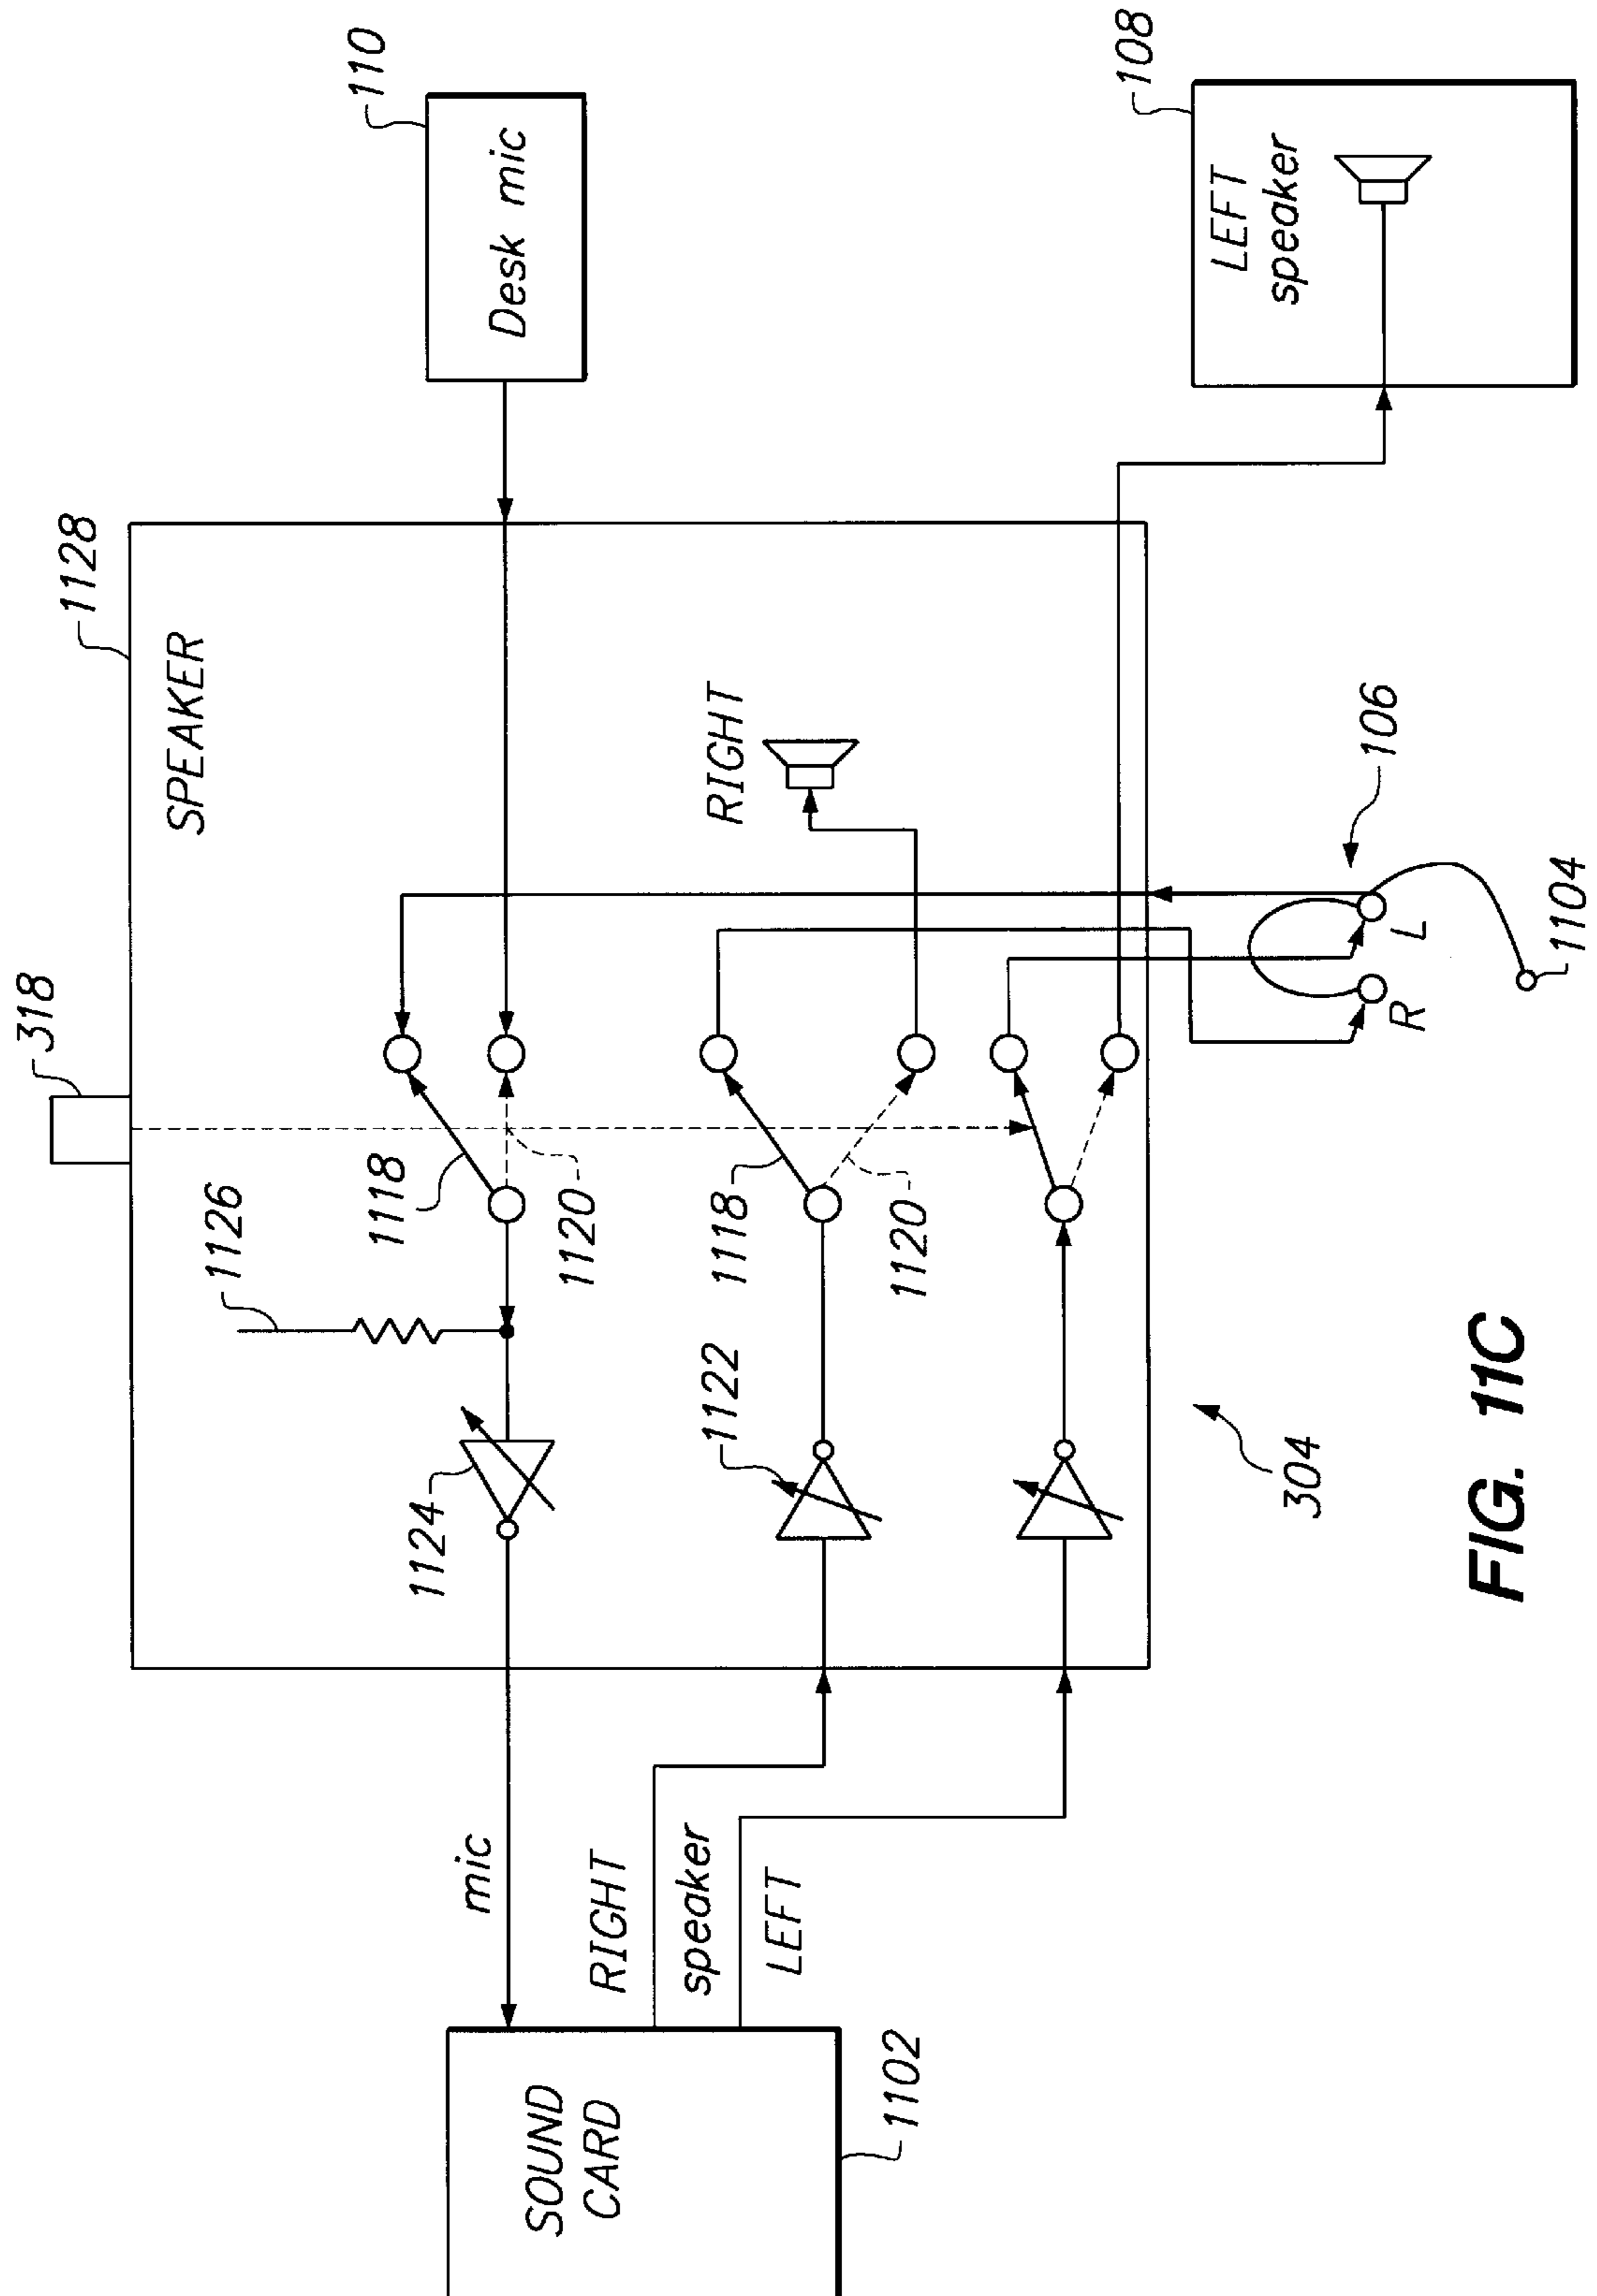 318
1128
SPEAKER
110
Desk mic
1126
1118
1120
1124
mic
SOUND
CARD
1102
RIGHT
speaker
LEFT
1122
1118
1120
RIGHT
108
LEFT
speaker
106
R
L
1104
304
FIG. 11C